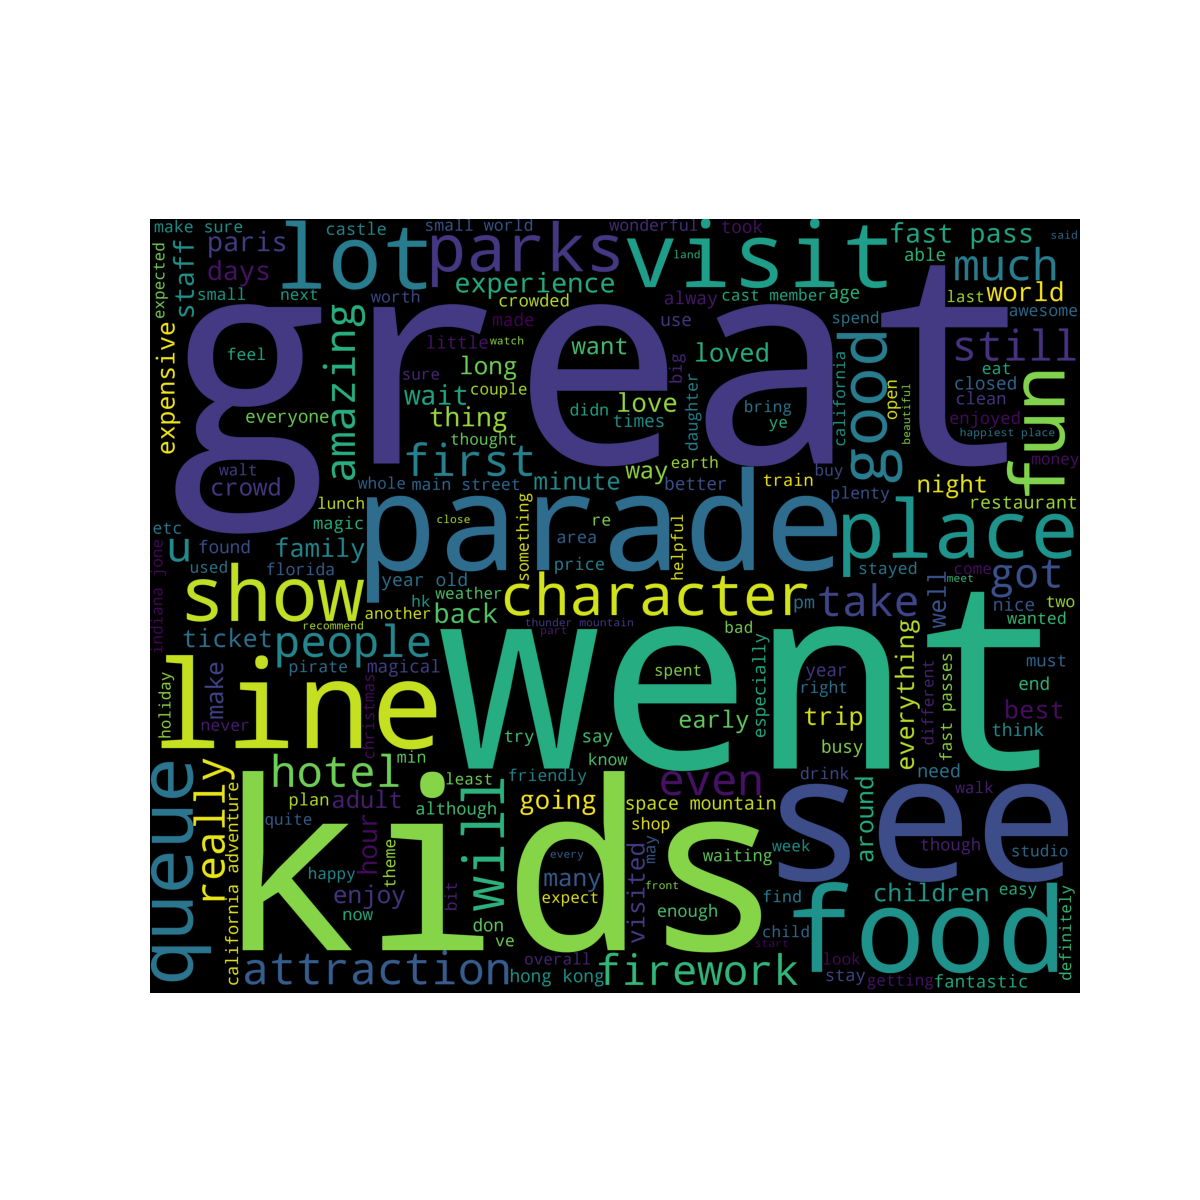 make sure
castle
small world
wonderful
took
fast pass
said
paris
lot
parks
visit
staff
able
land
much
days
experience
expected
small
next
worth
crowded
alway
cast member
age
last
world
great
made
use
spend
awesome
expensive
feel
amazing
little
watch
want
loved
big
good
still
sure
long
couple
eat
closed
california
open
fun
wait
love
daughter
bring
clean
everyone
thing
didn
times
ye
beautiful
enjoyed
happiest place
thought
first
way
earth
buy
money
walt
crowd
whole
main street
minute
better
train
plenty
night
restaurant
lunch
parade
place
etc
magic
close
something
re
area
helpful
u
found
family
used
florida
year old
price
stayed
come
meet
got
indiana jone
show
hk
weather
character
pm
take
well
nice
two
another
back
recommend
thunder mountain
bad
wanted
ticket
people
part
went
pirate
magical
spent
especially
year
right
everything
different
fast passes
must
end
make
line
holiday
never
christmas
early
trip
best
think
try
say
know
busy
min
hotel
least
friendly
even
drink
need
see
queue
really
plan
adult
although
going
space mountain
around
walk
quite
shop
though
studio
california adventure
kids
hour
theme
will
every
waiting
week
may
happy
bit
many
front
find
children
easy
enjoy
expect
visited
enough
food
now
don
child
definitely
ve
start
attraction
overall
look
hong kong
firework
stay
getting
fantastic